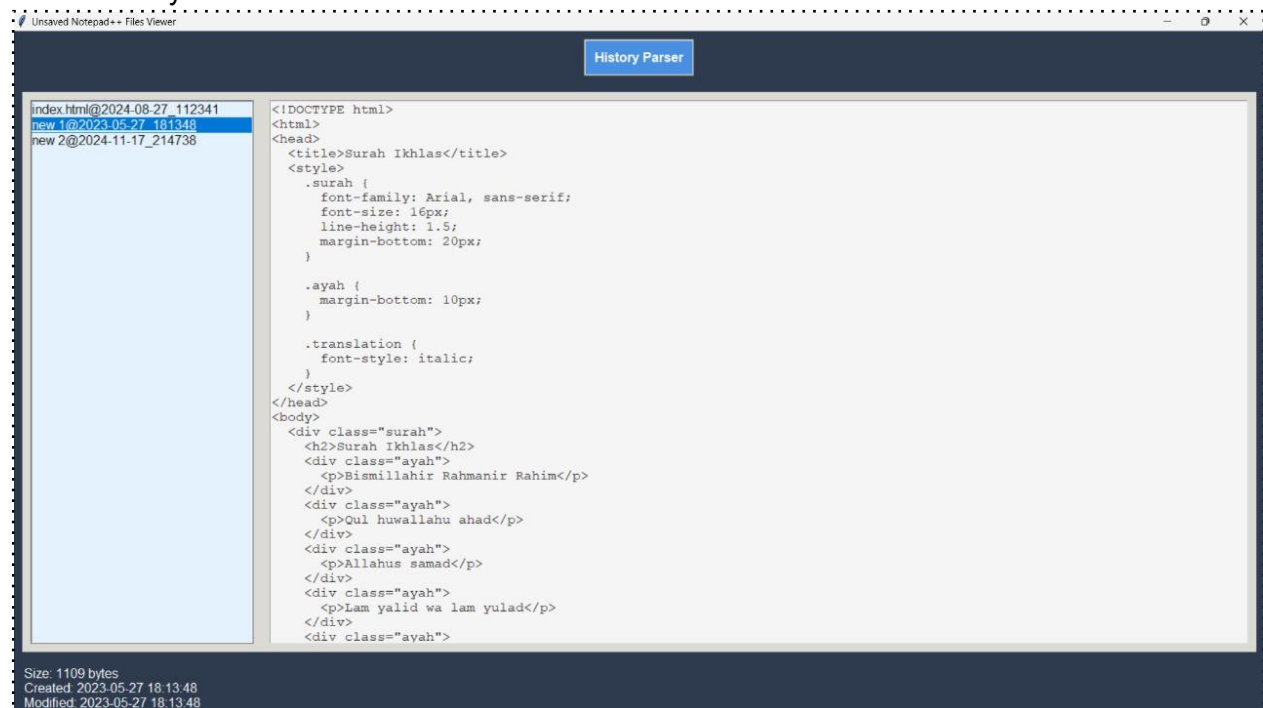 Unsaved Notepad++ Files Viewer
History Parser
index.html@2024-08-27_112341
new 1@2023-05-27_181348
new 2@2024-11-17_214738
<!DOCTYPE html>
<html>
<head>
  <title>Surah Ikhlas</title>
  <style>
    .surah {
      font-family: Arial, sans-serif;
      font-size: 16px;
      line-height: 1.5;
      margin-bottom: 20px;
    }
    .ayah {
      margin-bottom: 10px;
    }
    .translation {
      font-style: italic;
    }
  </style>
</head>
<body>
  <div class="surah">
    <h2>Surah Ikhlas</h2>
    <div class="ayah">
      <p>Bismillahir Rahmanir Rahim</p>
    </div>
    <div class="ayah">
      <p>Qul huwallahu ahad</p>
    </div>
    <div class="ayah">
      <p>Allahus samad</p>
    </div>
    <div class="ayah">
      <p>Lam yalid wa lam yulad</p>
    </div>
    <div class="ayah">
Size: 1109 bytes
Created: 2023-05-27 18:13:48
Modified: 2023-05-27 18:13:48